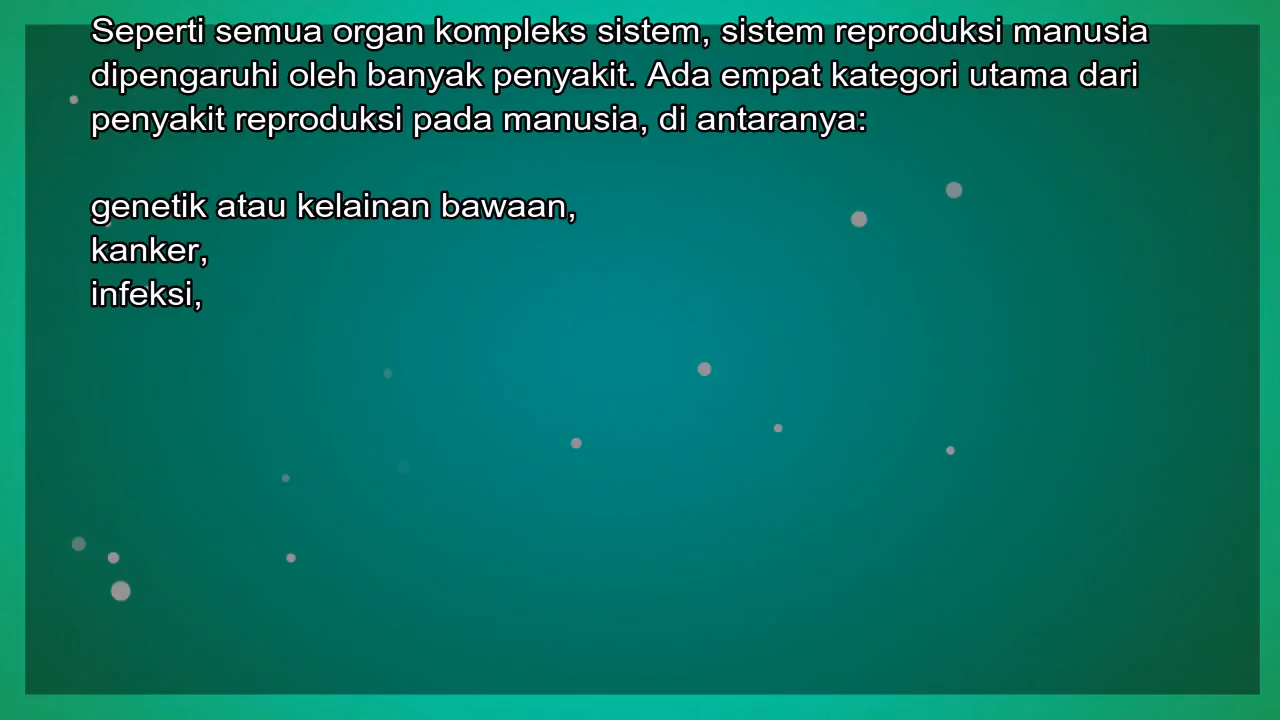 Seperti semua organ kompleks sistem, sistem reproduksi manusia
dipengaruhi oleh banyak penyakit. Ada empat kategori utama dari
penyakit reproduksi pada manusia, di antaranya:
genetik atau kelainan bawaan,
kanker,
infeksi,